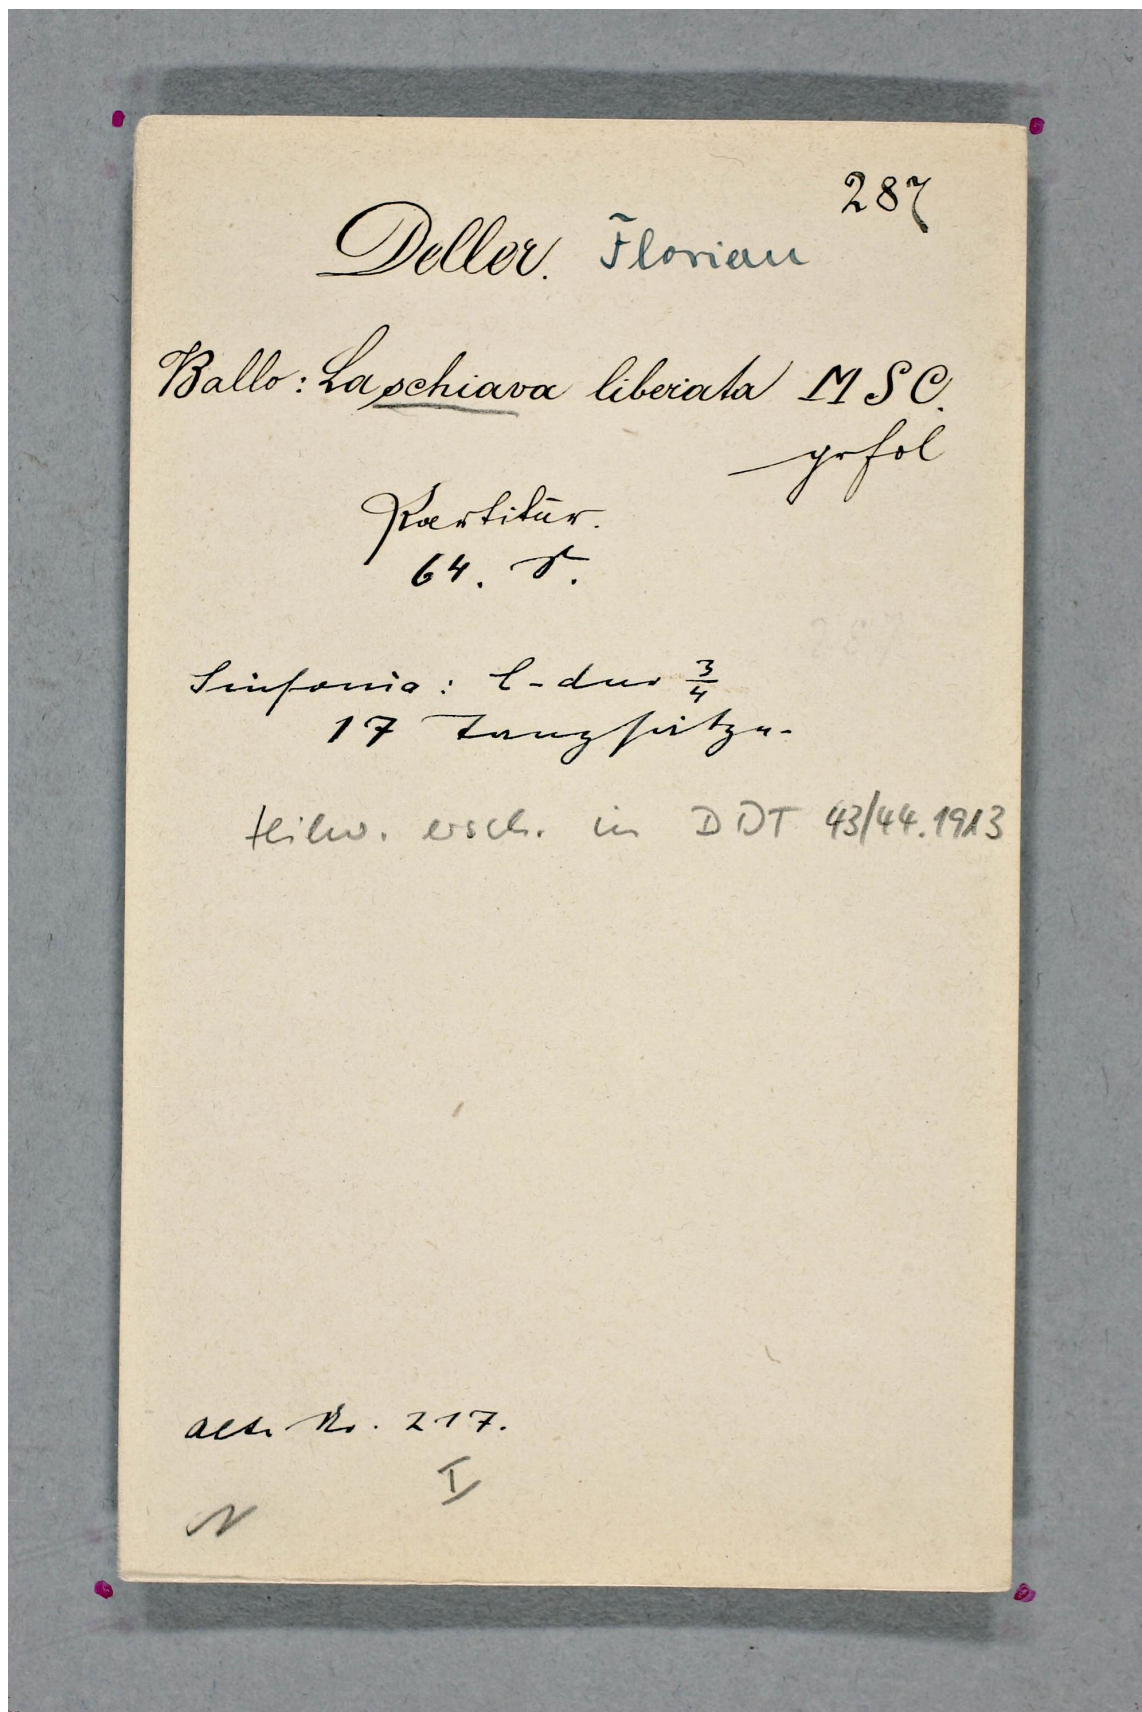 287
Deller. Florian
Ballo: La schiava liberata MSC.
gr fol
Partitur.
64. S.
Sinfonia: C-dur 3/4
17 Tanzsätze.
teilw. ersch. in DDT 43/44.1913
alte No. 217.
I
N